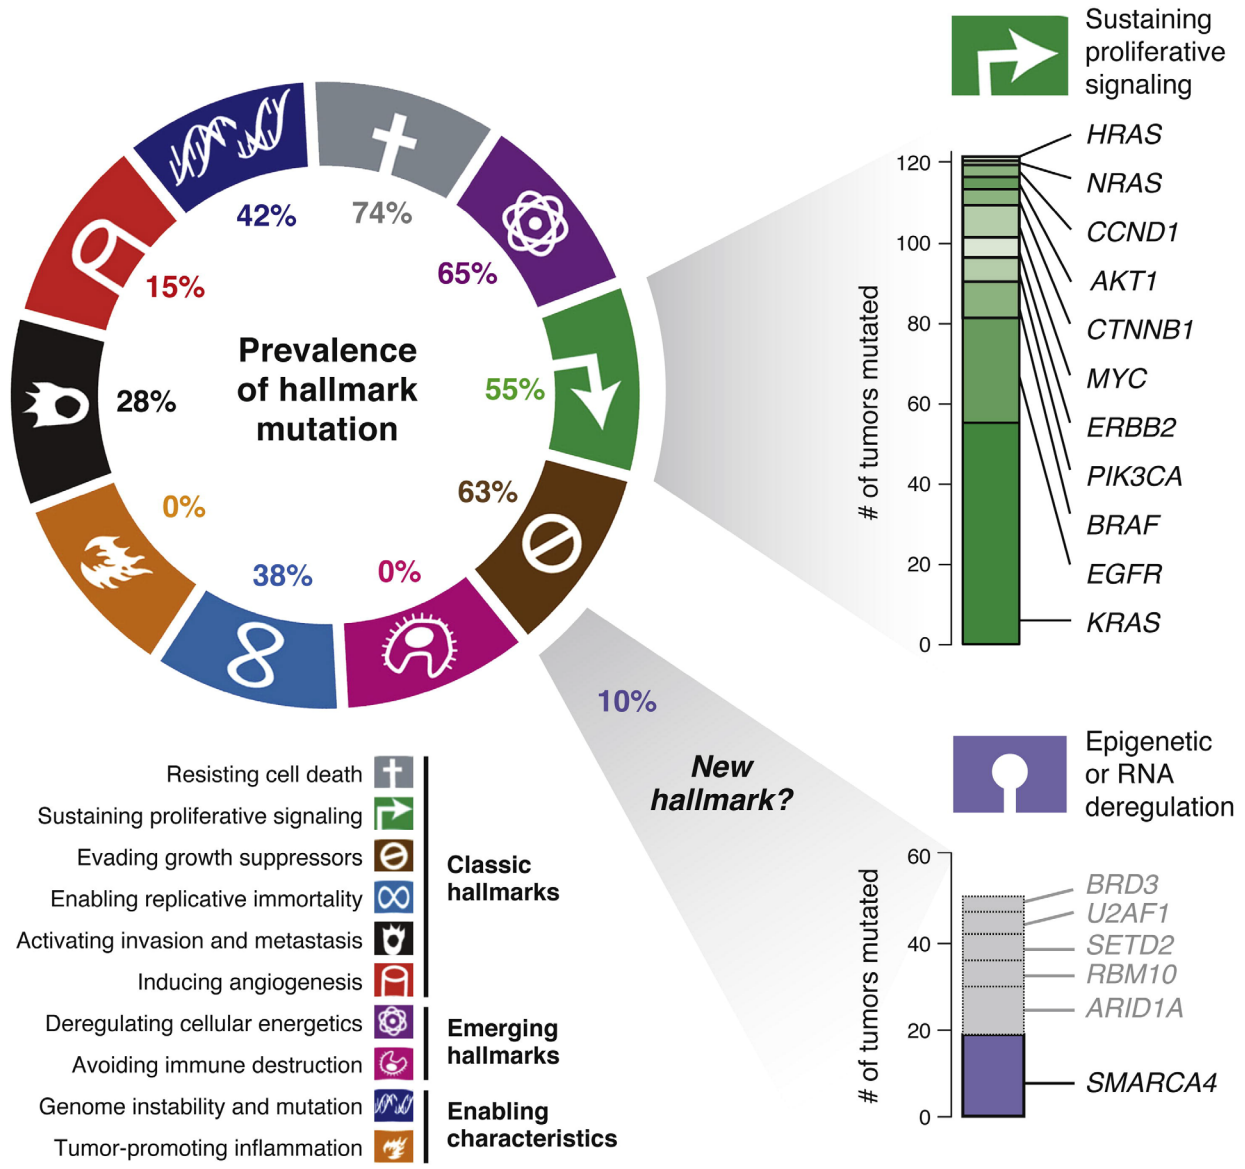 Sustaining
proliferative
signaling
42%
74%
65%
15%
55%
28%
63%
0%
38%
0%
Prevalence
of hallmark
mutation
# of tumors mutated
120
100
80
60
40
20
0
HRAS
NRAS
CCND1
AKT1
CTNNB1
MYC
ERBB2
PIK3CA
BRAF
EGFR
KRAS
10%
New
hallmark?
Epigenetic
or RNA
deregulation
# of tumors mutated
60
40
20
0
BRD3
U2AF1
SETD2
RBM10
ARID1A
SMARCA4
Resisting cell death
Sustaining proliferative signaling
Evading growth suppressors
Enabling replicative immortality
Activating invasion and metastasis
Inducing angiogenesis
Classic
hallmarks
Deregulating cellular energetics
Avoiding immune destruction
Emerging
hallmarks
Genome instability and mutation
Tumor-promoting inflammation
Enabling
characteristics